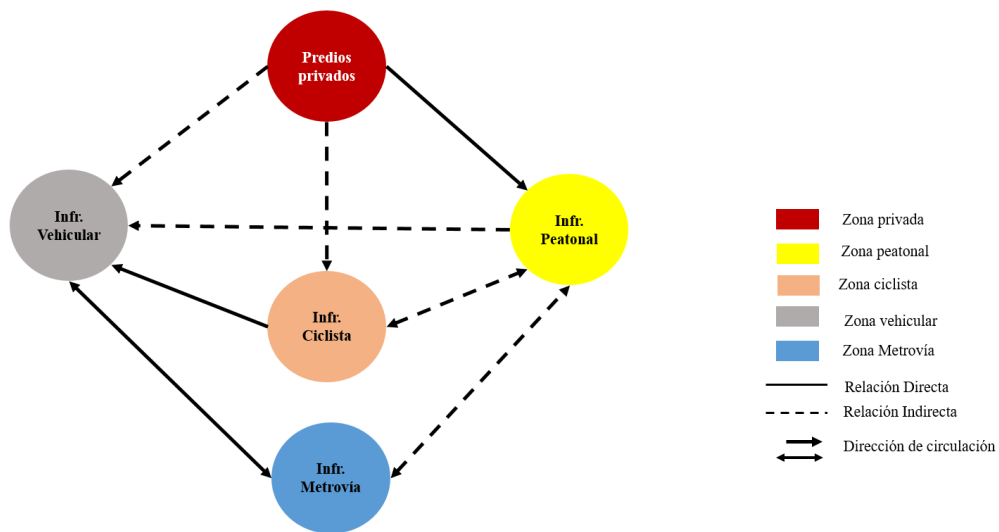 Predios
privados
Infr.
Vehicular
Infr.
Peatonal
Infr.
Ciclista
Infr.
Metrovía
Zona privada
Zona peatonal
Zona ciclista
Zona vehicular
Zona Metrovía
Relación Directa
Relación Indirecta
Dirección de circulación